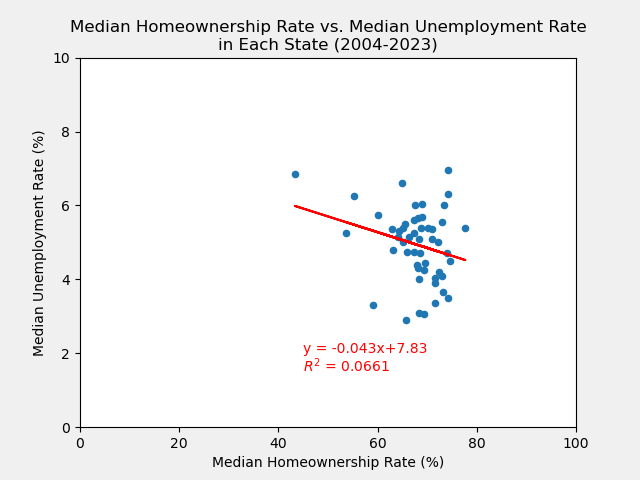 Median Homeownership Rate vs. Median Unemployment Rate
in Each State (2004-2023)
10
8
6
4
2
0
Median Unemployment Rate (%)
y = -0.043x+7.83
R² = 0.0661
0 20 40 60 80 100
Median Homeownership Rate (%)